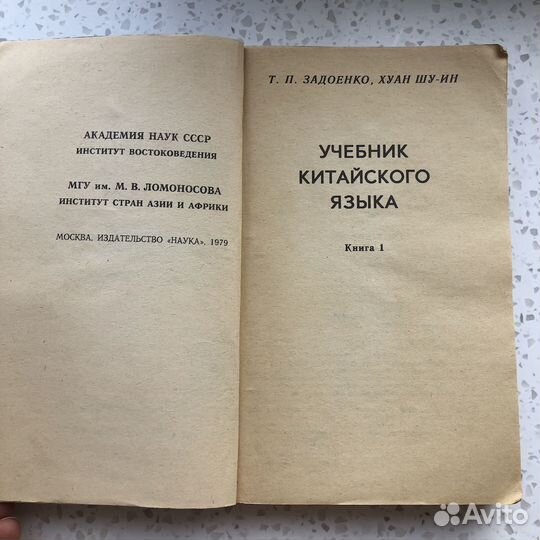 АКАДЕМИЯ НАУК СССР
ИНСТИТУТ ВОСТОКОВЕДЕНИЯ
МГУ им. М. В. ЛОМОНОСОВА
ИНСТИТУТ СТРАН АЗИИ И АФРИКИ
МОСКВА. ИЗДАТЕЛЬСТВО «НАУКА». 1979
Т. П. ЗАДОЕНКО, ХУАН ШУ-ИН
УЧЕБНИК
КИТАЙСКОГО
ЯЗЫКА
Книга 1
Avito